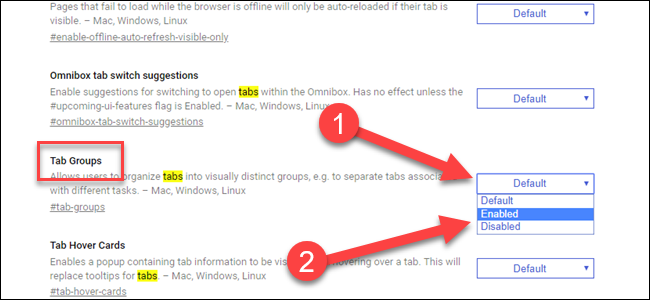 Pages that fail to load while the browser is offline will only be auto-reloaded if their tab is
visible. – Mac, Windows, Linux
#enable-offline-auto-refresh-visible-only
Default
Omnibox tab switch suggestions
Enable suggestions for switching to open tabs within the Omnibox. Has no effect unless the
#upcoming-ui-features flag is Enabled. – Mac, Windows, Linux
#omnibox-tab-switch-suggestions
Default
1
Tab Groups
Allows users to organize tabs into visually distinct groups, e.g. to separate tabs
with different tasks. – Mac, Windows, Linux
#tab-groups
Default
Default
Enabled
Disabled
2
Tab Hover Cards
Enables a popup containing tab information to be hovering over a tab. This will
replace tooltips for tabs. – Mac, Windows, Linux
#tab-hover-cards
Default